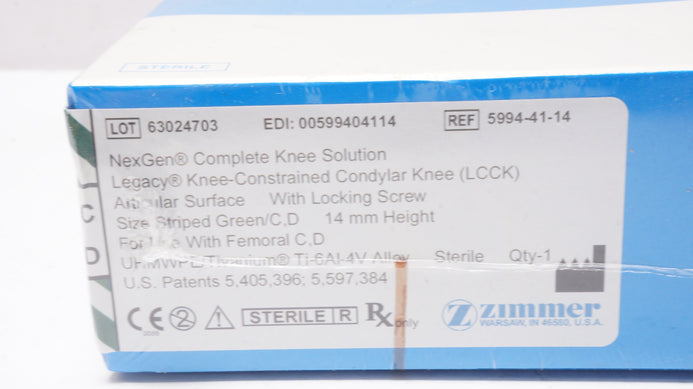 STERILE
LOT 63024703 EDI: 00599404114 REF 5994-41-14
NexGen® Complete Knee Solution
Legacy® Knee-Constrained Condylar Knee (LCCK)
Articular Surface With Locking Screw
Size Striped Green/C,D 14 mm Height
For Use With Femoral C,D
UHMWPE/Tivanium® Ti-6Al-4V Alloy Sterile Qty-1
U.S. Patents 5,405,396; 5,597,384
CE 2 STERILE R Rx only Z zimmer
WARSAW, IN 46580, U.S.A.
C
D